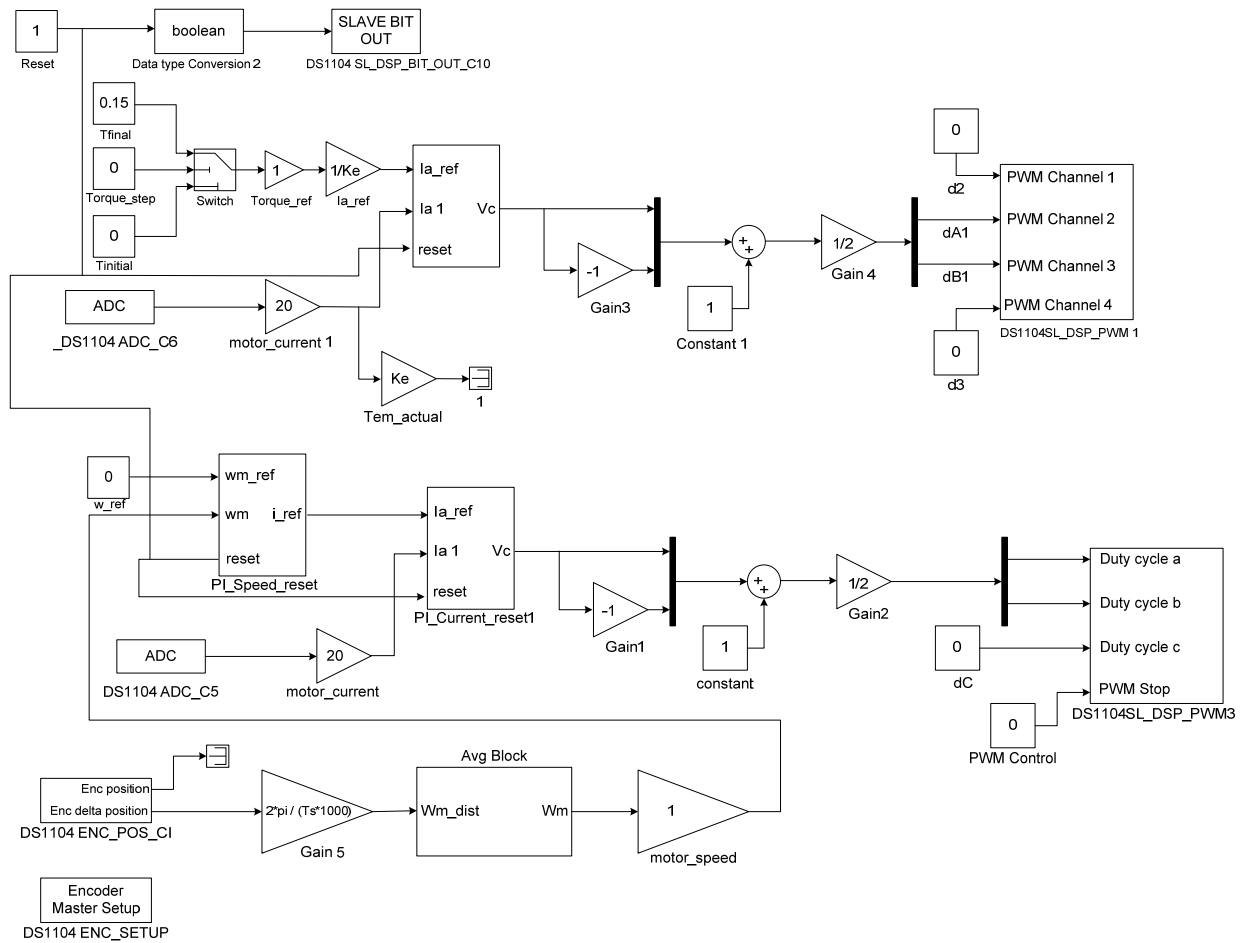 1
Reset
boolean
Data type Conversion 2
SLAVE BIT
OUT
DS1104 SL_DSP_BIT_OUT_C10
0.15
Tfinal
0
Torque_step
0
Tinitial
Switch
1
Torque_ref
1/Ke
Ia_ref
Ia_ref
Ia 1
reset
Vc
-1
Gain3
1
Constant 1
+
+
1/2
Gain 4
dA1
dB1
0
d2
PWM Channel 1
PWM Channel 2
PWM Channel 3
PWM Channel 4
DS1104SL_DSP_PWM 1
0
d3
ADC
_DS1104 ADC_C6
20
motor_current 1
Ke
Tem_actual
1
0
w_ref
wm_ref
wm
i_ref
reset
PI_Speed_reset
Ia_ref
Ia 1
Vc
reset
PI_Current_reset1
-1
Gain1
1
constant
+
+
1/2
Gain2
0
dC
Duty cycle a
Duty cycle b
Duty cycle c
PWM Stop
DS1104SL_DSP_PWM3
0
PWM Control
ADC
DS1104 ADC_C5
20
motor_current
Enc position
Enc delta position
DS1104 ENC_POS_CI
2*pi / (Ts*1000)
Gain 5
Avg Block
Wm_dist
Wm
1
motor_speed
Encoder
Master Setup
DS1104 ENC_SETUP